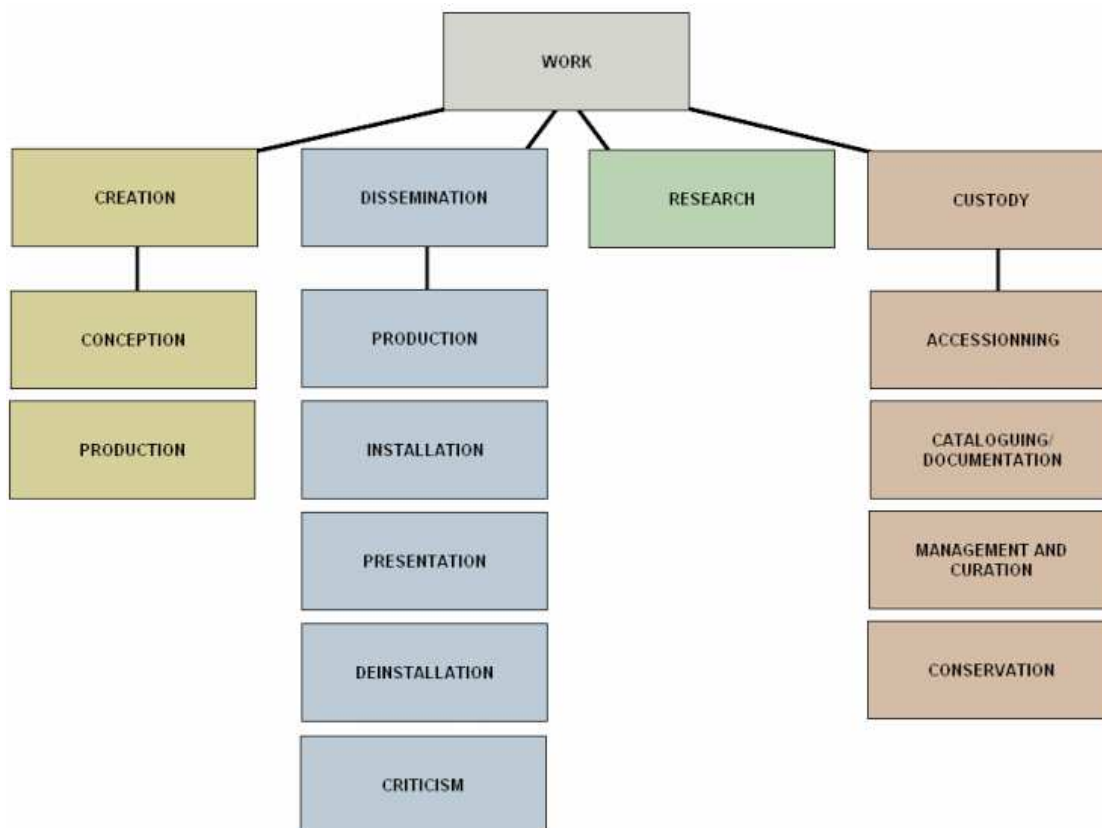 WORK
CREATION
DISSEMINATION
RESEARCH
CUSTODY
CONCEPTION
PRODUCTION
PRODUCTION
INSTALLATION
PRESENTATION
DEINSTALLATION
CRITICISM
ACCESSIONNING
CATALOGUING/
DOCUMENTATION
MANAGEMENT AND
CURATION
CONSERVATION